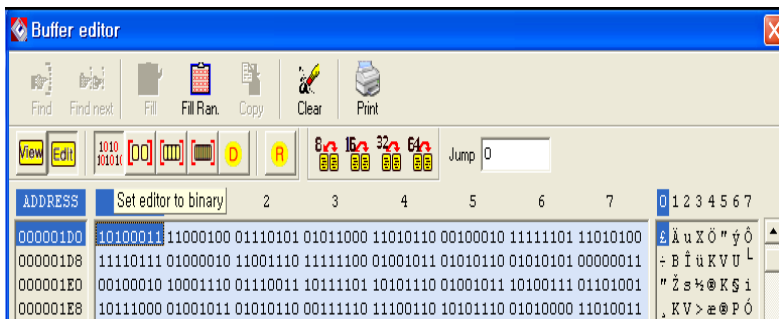 Buffer editor
Find Find next Fill Fill Ran. Copy Clear Print
View Edit 1010 10101 D R 8 16 32 64 Jump 0
ADDRESS Set editor to binary 2 3 4 5 6 7 0 1 2 3 4 5 6 7
000001D0 10100011 11000100 01110101 01011000 11010110 00100010 11111101 11010100 £ Ä u X Ö " ý Ô
000001D8 11110111 01000010 11001110 11111100 01001011 01010110 01010101 00000011 ÷ B Î ü K V U └
000001E0 00100010 10001110 01110011 10111101 10101110 01001011 10100111 01101001 " Ž s ½ ® K § i
000001E8 10111000 01001011 01010110 00111110 11100110 10101110 01010000 11010011 ¸ K V > æ ® P Ó